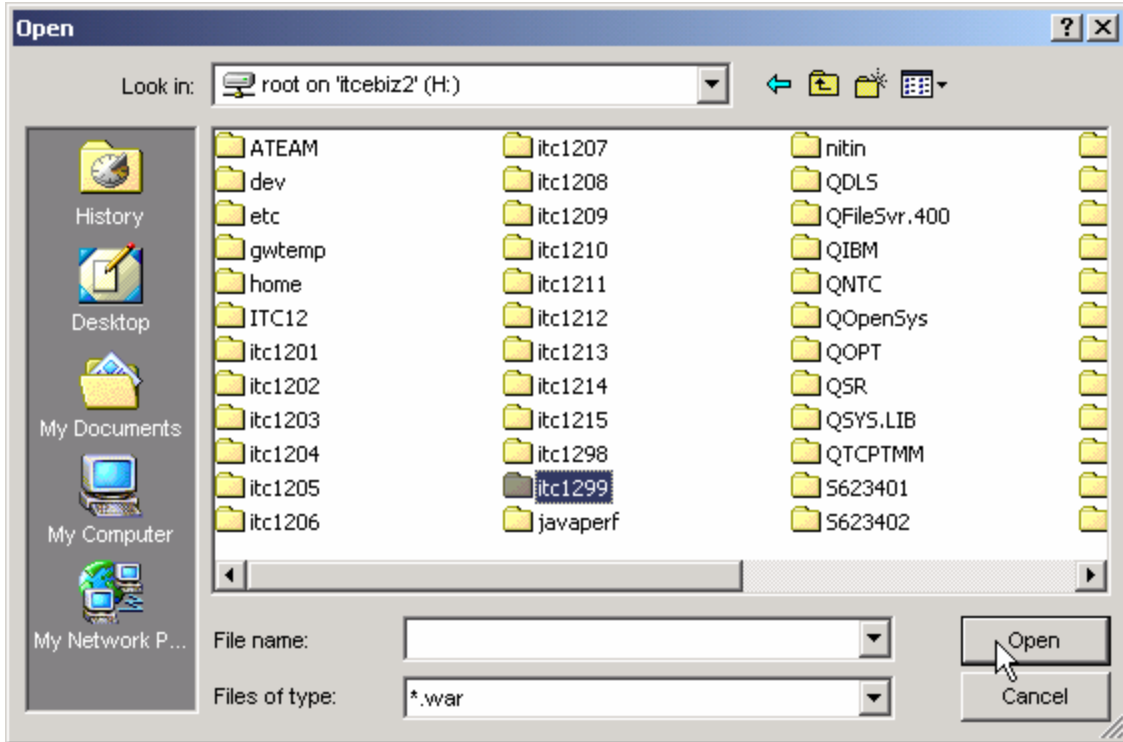 Open
Look in: root on 'itcebiz2' (H:)
History
Desktop
My Documents
My Computer
My Network P...
ATEAM
dev
etc
gwtemp
home
ITC12
itc1201
itc1202
itc1203
itc1204
itc1205
itc1206
itc1207
itc1208
itc1209
itc1210
itc1211
itc1212
itc1213
itc1214
itc1215
itc1298
itc1299
javaperf
nitin
QDLS
QFileSvr.400
QIBM
QNTC
QOpenSys
QOPT
QSR
QSYS.LIB
QTCPTMM
S623401
S623402
File name:
Open
Files of type: *.war
Cancel